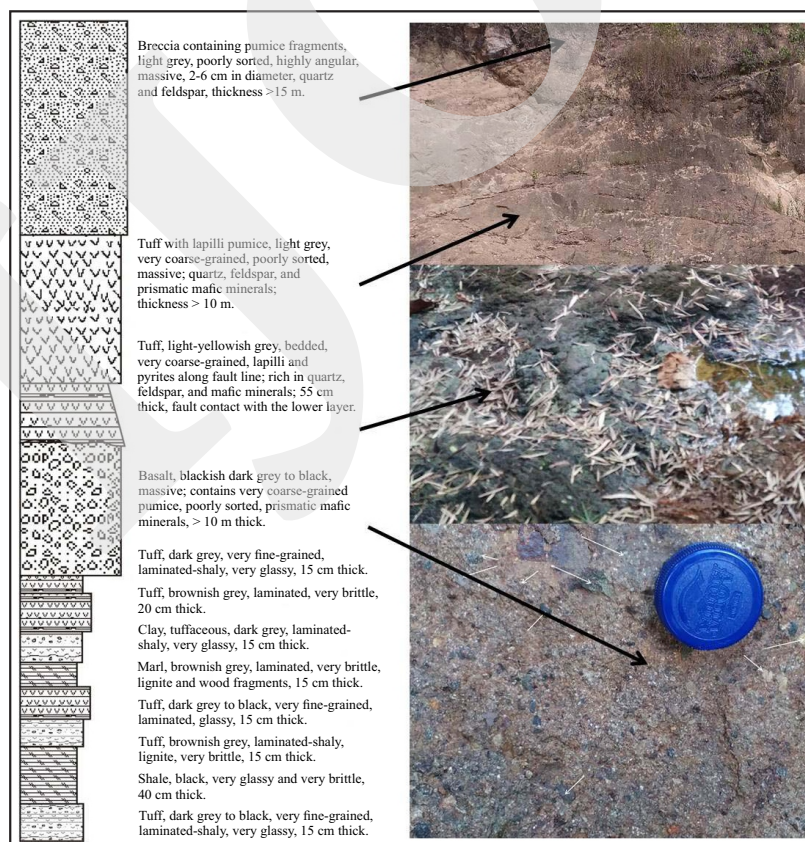 Breccia containing pumice fragments,
light grey, poorly sorted, highly angular,
massive, 2-6 cm in diameter, quartz
and feldspar, thickness >15 m.
Tuff with lapilli pumice, light grey,
very coarse-grained, poorly sorted,
massive; quartz, feldspar, and
prismatic mafic minerals;
thickness > 10 m.
Tuff, light-yellowish grey, bedded,
very coarse-grained, lapilli and
pyrites along fault line; rich in quartz,
feldspar, and mafic minerals; 55 cm
thick, fault contact with the lower layer.
Basalt, blackish dark grey to black,
massive; contains very coarse-grained
pumice, poorly sorted, prismatic mafic
minerals, > 10 m thick.
Tuff, dark grey, very fine-grained,
laminated-shaly, very glassy, 15 cm thick.
Tuff, brownish grey, laminated, very brittle,
20 cm thick.
Clay, tuffaceous, dark grey, laminated-
shaly, very glassy, 15 cm thick.
Marl, brownish grey, laminated, very brittle,
lignite and wood fragments, 15 cm thick.
Tuff, dark grey to black, very fine-grained,
laminated, glassy, 15 cm thick.
Tuff, brownish grey, laminated-shaly,
lignite, very brittle, 15 cm thick.
Shale, black, very glassy and very brittle,
40 cm thick.
Tuff, dark grey to black, very fine-grained,
laminated-shaly, very glassy, 15 cm thick.